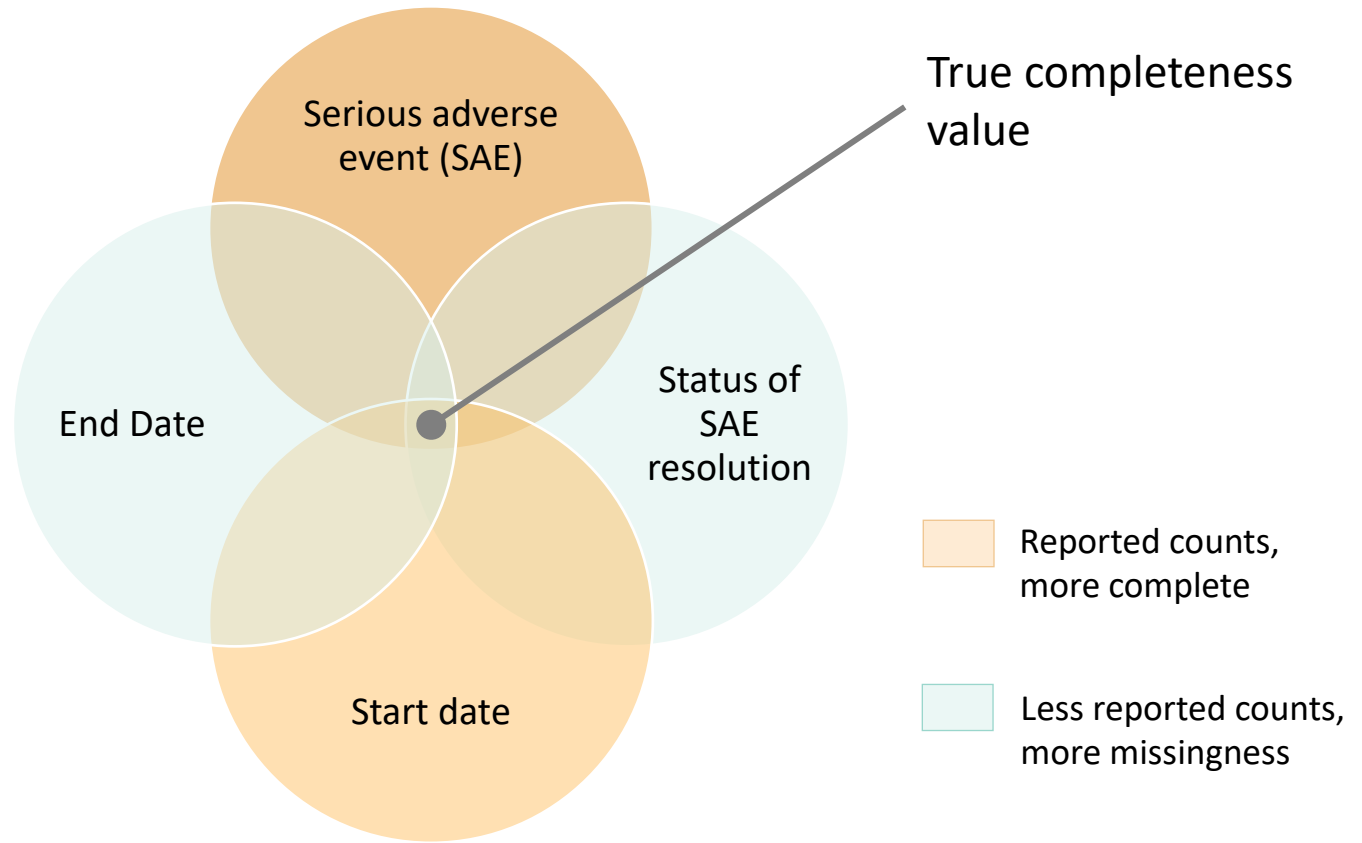 True completeness
value
Serious adverse
event (SAE)
End Date
Status of
SAE
resolution
Start date
Reported counts,
more complete
Less reported counts,
more missingness